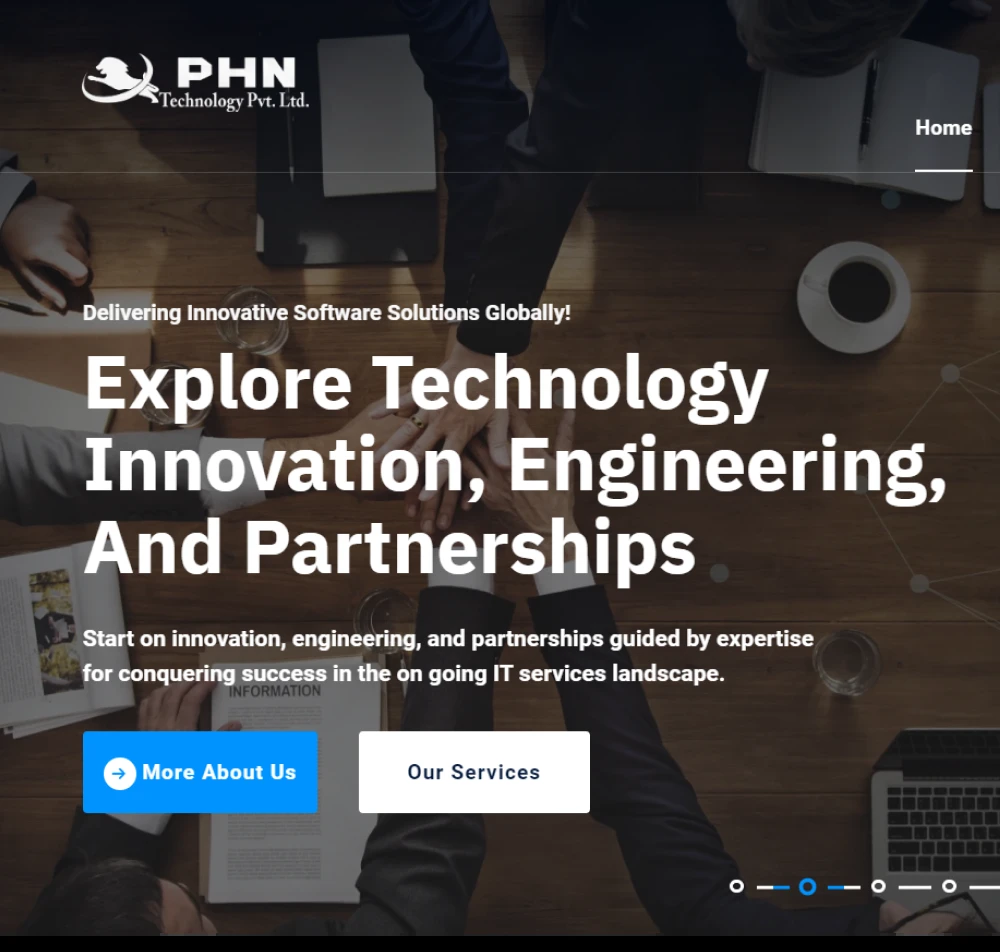 PHN
Technology Pvt. Ltd.
Home
Delivering Innovative Software Solutions Globally!
Explore Technology
Innovation, Engineering,
And Partnerships
Start on innovation, engineering, and partnerships guided by expertise
for conquering success in the on going IT services landscape.
INFORMATION
More About Us
Our Services